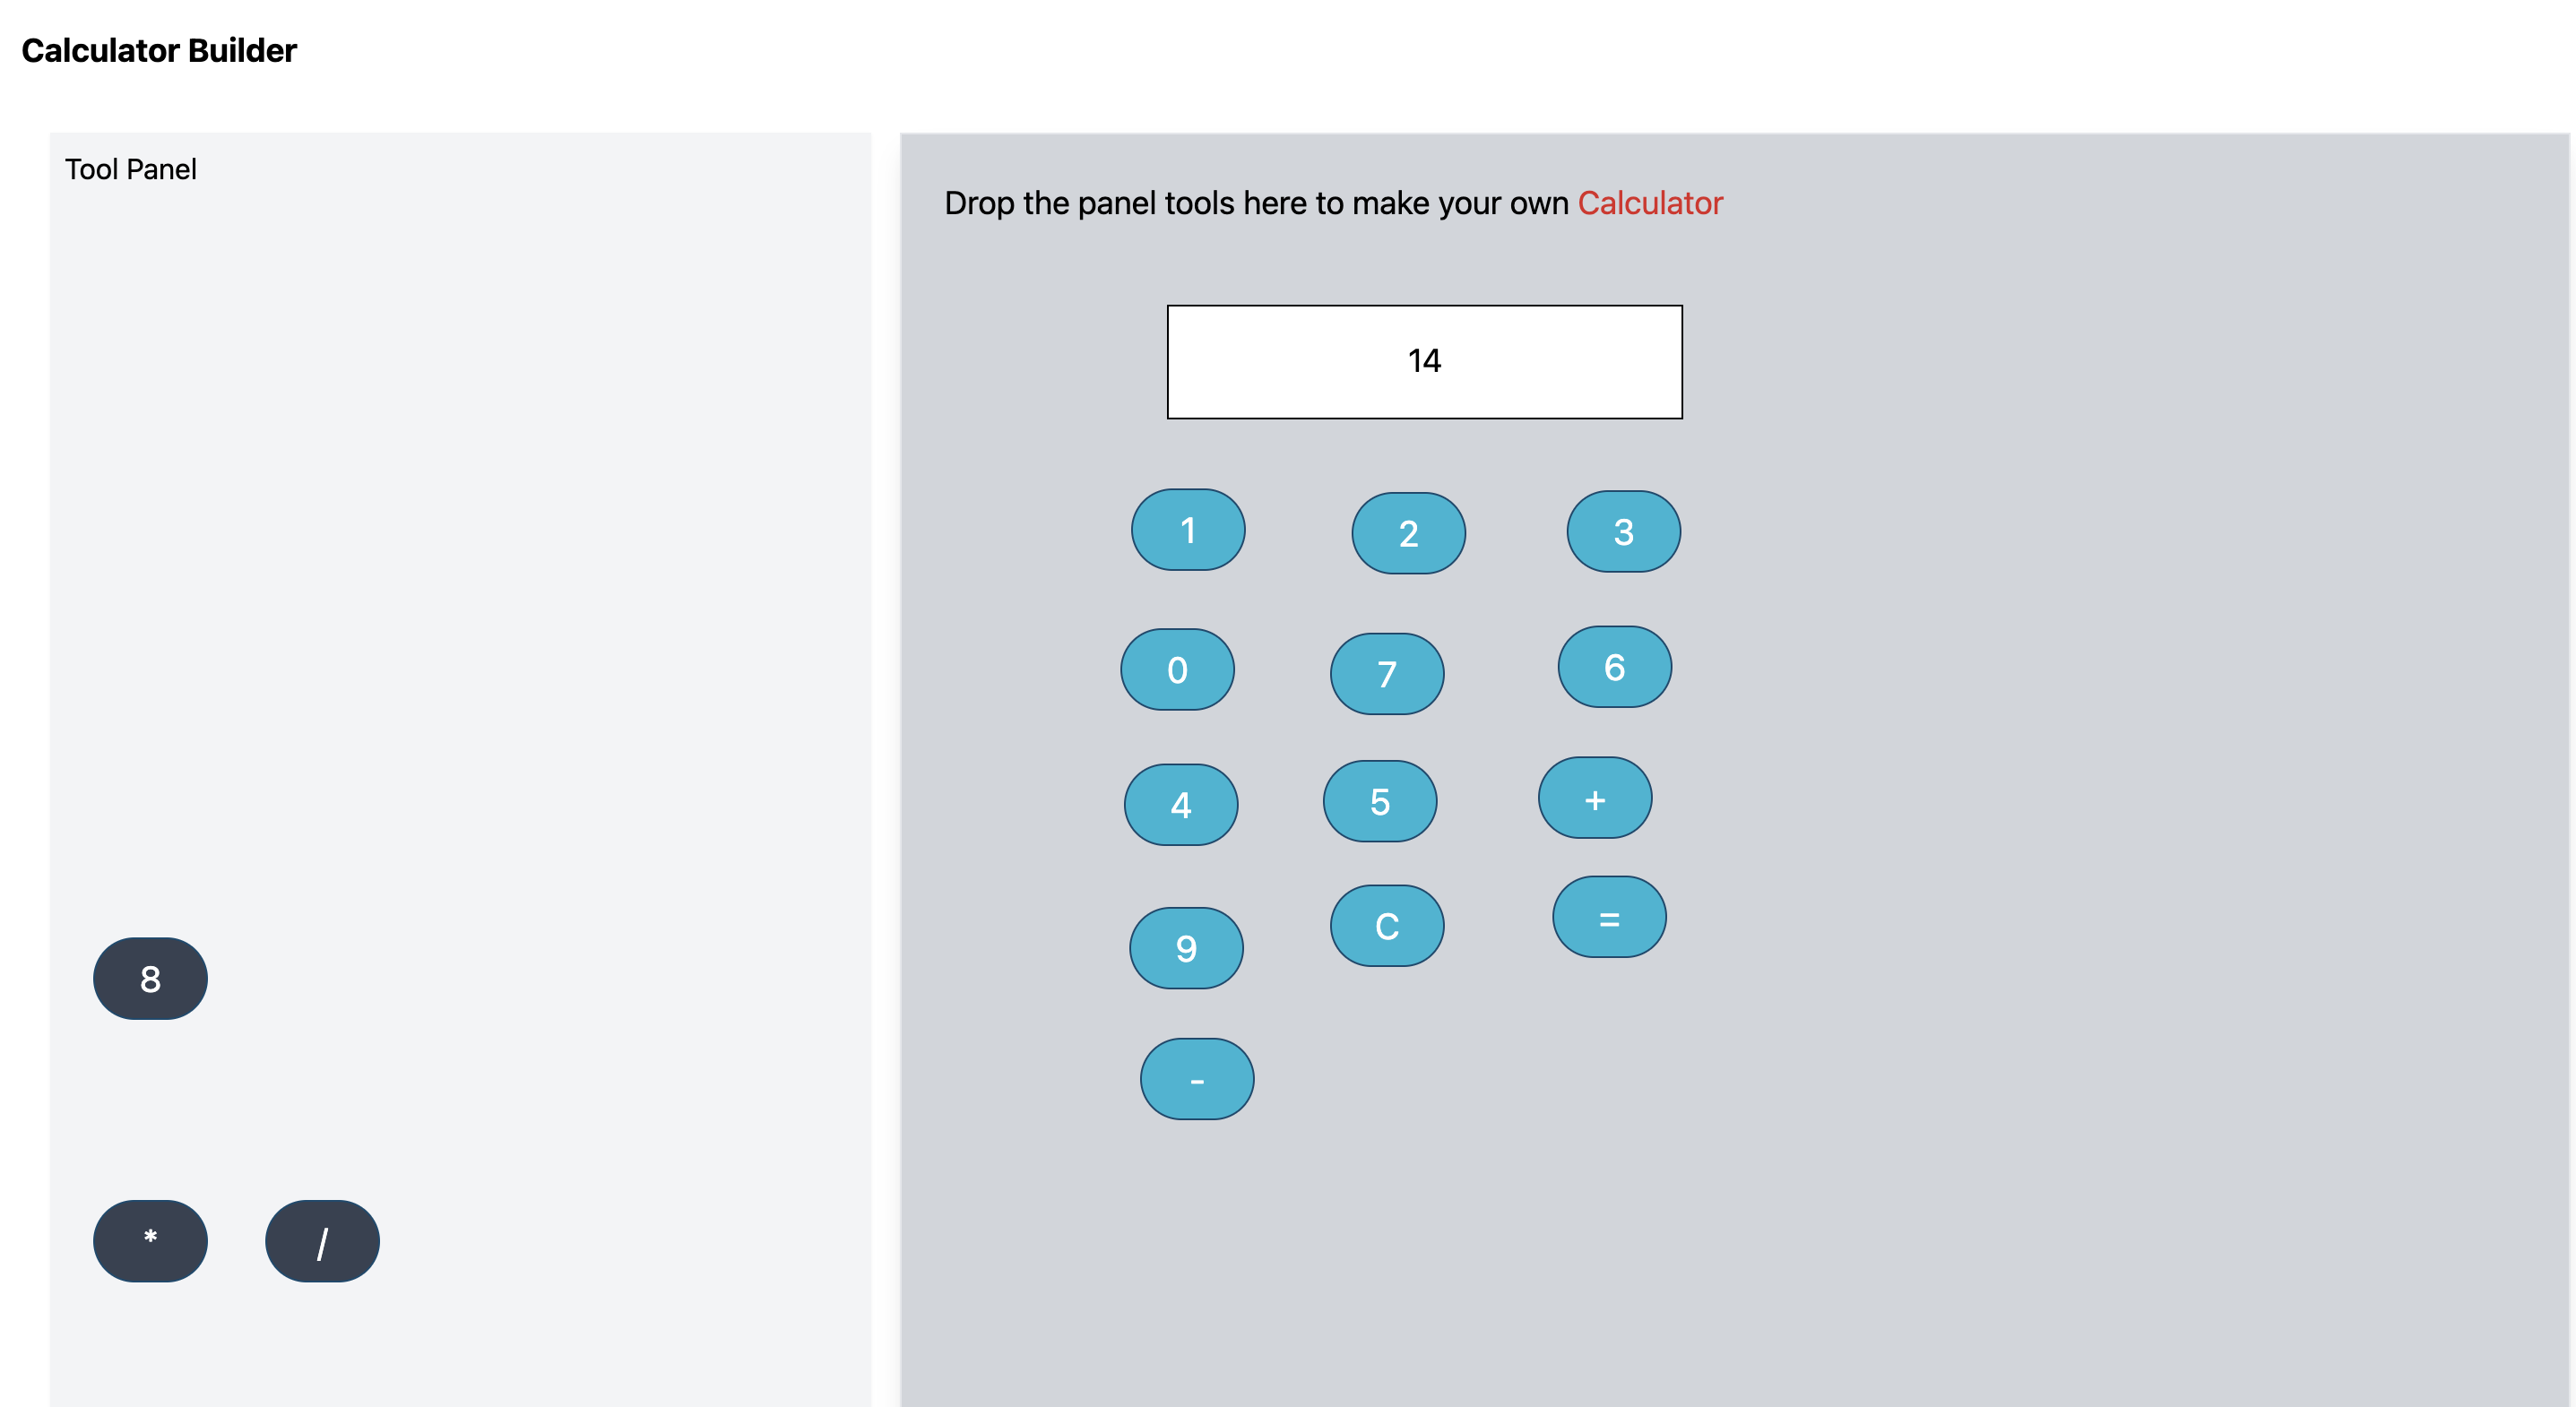 Calculator Builder
Tool Panel
8
*
/
Drop the panel tools here to make your own Calculator
14
1 2 3
0 7 6
4 5 +
9 C =
-